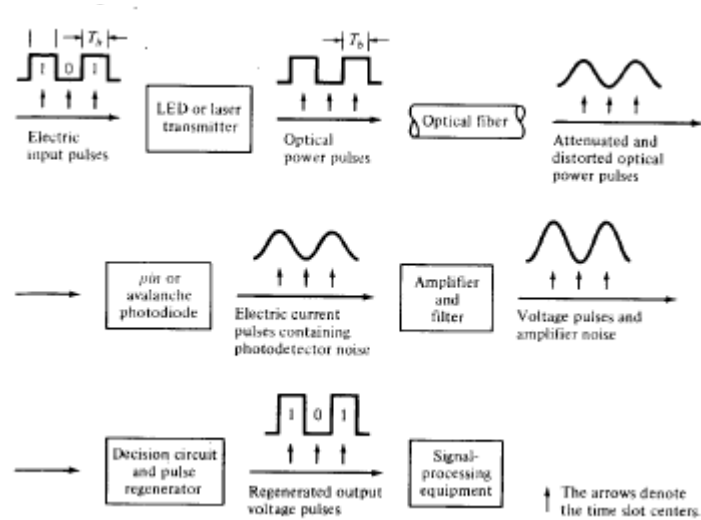 T_b
1 0 1
Electric
input pulses
LED or laser
transmitter
T_b
Optical
power pulses
Optical fiber
Attenuated and
distorted optical
power pulses
pin or
avalanche
photodiode
Electric current
pulses containing
photodetector noise
Amplifier
and
filter
Voltage pulses and
amplifier noise
Decision circuit
and pulse
regenerator
1 0 1
Regenerated output
voltage pulses
Signal-
processing
equipment
The arrows denote
the time slot centers.